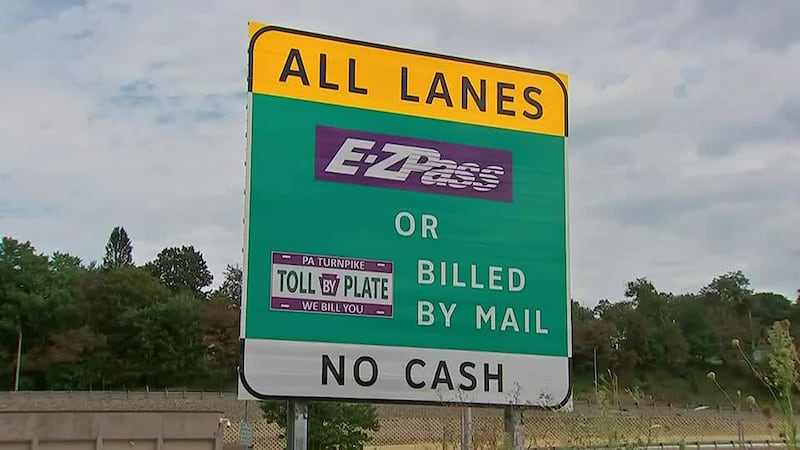 ALL LANES
E-ZPass
OR
PA TURNPIKE
TOLL BY PLATE
WE BILL YOU
BILLED
BY MAIL
NO CASH